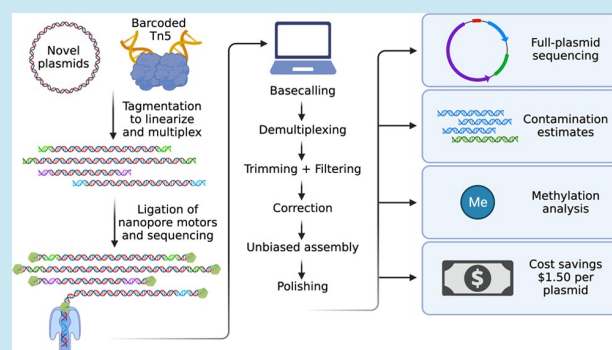 Novel
plasmids
Barcoded
Tn5
Tagmentation
to linearize
and multiplex
Ligation of
nanopore motors
and sequencing
Basecalling
Demultiplexing
Trimming + Filtering
Correction
Unbiased assembly
Polishing
Full-plasmid
sequencing
Contamination
estimates
Me
Methylation
analysis
$
Cost savings
$1.50 per
plasmid